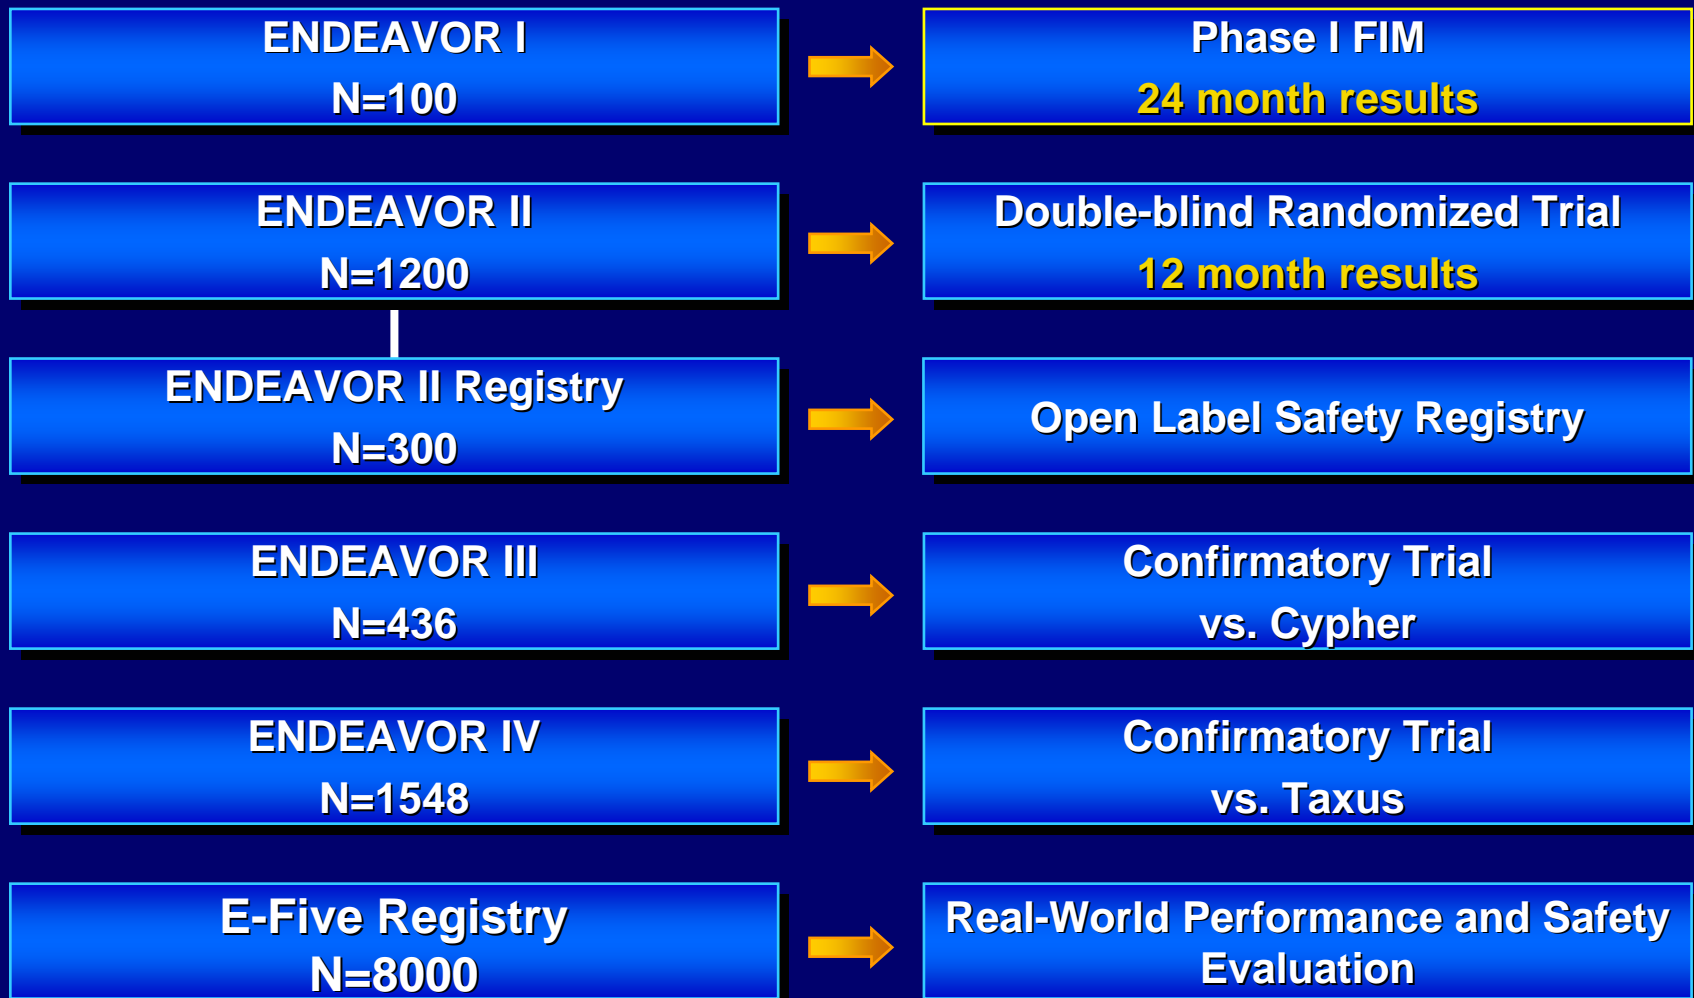 ENDEAVOR I
N=100
Phase I FIM
24 month results
ENDEAVOR II
N=1200
Double-blind Randomized Trial
12 month results
ENDEAVOR II Registry
N=300
Open Label Safety Registry
ENDEAVOR III
N=436
Confirmatory Trial
vs. Cypher
ENDEAVOR IV
N=1548
Confirmatory Trial
vs. Taxus
E-Five Registry
N=8000
Real-World Performance and Safety
Evaluation